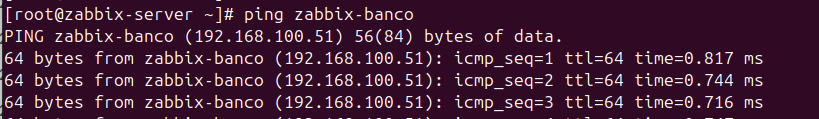 [root@zabbix-server ~]# ping zabbix-banco
PING zabbix-banco (192.168.100.51) 56(84) bytes of data.
64 bytes from zabbix-banco (192.168.100.51): icmp_seq=1 ttl=64 time=0.817 ms
64 bytes from zabbix-banco (192.168.100.51): icmp_seq=2 ttl=64 time=0.744 ms
64 bytes from zabbix-banco (192.168.100.51): icmp_seq=3 ttl=64 time=0.716 ms